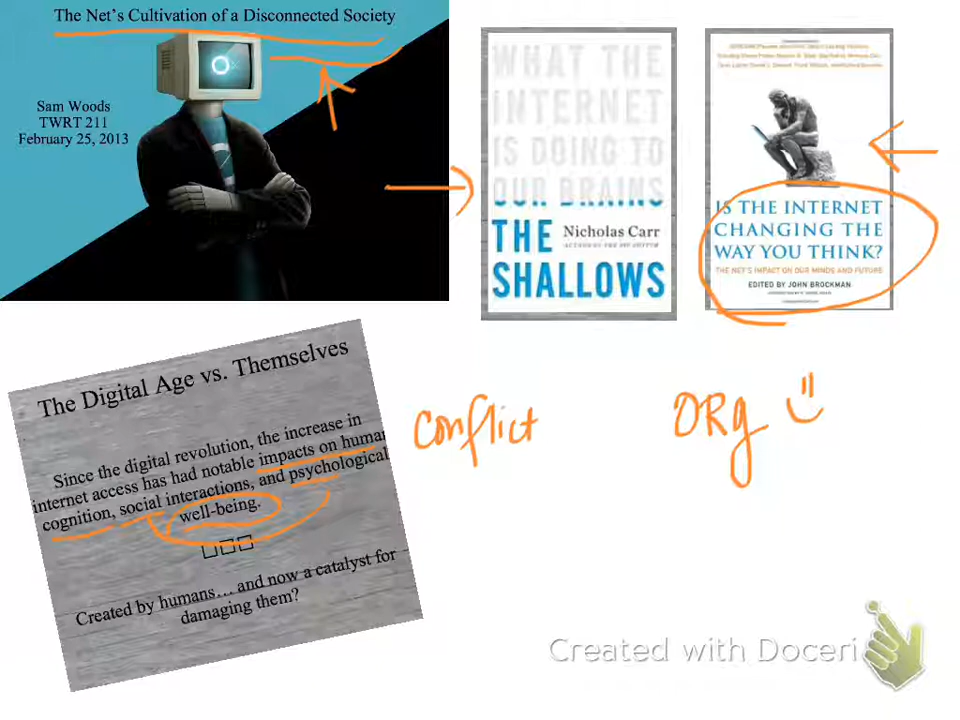 The Net's Cultivation of a Disconnected Society
Sam Woods
TWRT 211
February 25, 2013
WHAT THE
INTERNET
IS DOING TO
OUR BRAINS
THE
Nicholas Carr
SHALLOWS
IS THE INTERNET
CHANGING THE
WAY YOU THINK?
THE NET'S IMPACT ON OUR MINDS AND FUTURE
EDITED BY JOHN BROCKMAN
The Digital Age vs. Themselves
Since the digital revolution, the increase in
internet access has had notable impacts on human
cognition, social interactions, and psychological
well-being.
Created by humans… and now a catalyst for
damaging them?
Conflict
ORg
Created with Doceri